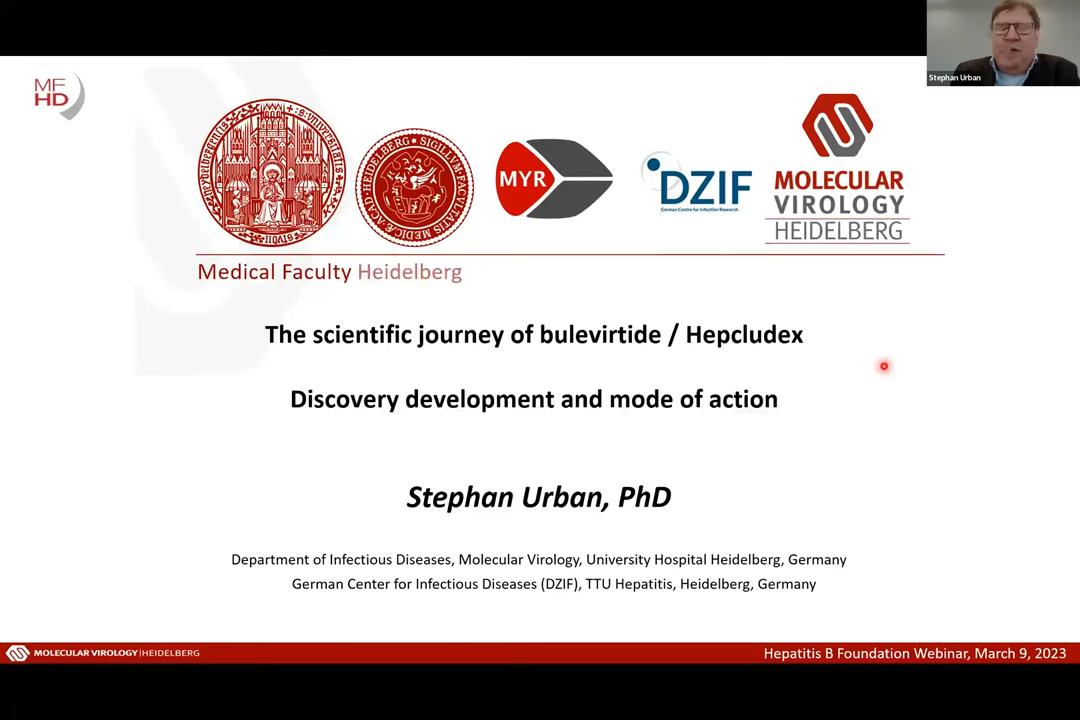 Stephan Urban
MF
HD
MYR
DZIF
German Centre for Infection Research
MOLECULAR
VIROLOGY
HEIDELBERG
Medical Faculty Heidelberg
The scientific journey of bulevirtide / Hepcludex
Discovery development and mode of action
Stephan Urban, PhD
Department of Infectious Diseases, Molecular Virology, University Hospital Heidelberg, Germany
German Center for Infectious Diseases (DZIF), TTU Hepatitis, Heidelberg, Germany
MOLECULAR VIROLOGY|HEIDELBERG
Hepatitis B Foundation Webinar, March 9, 2023